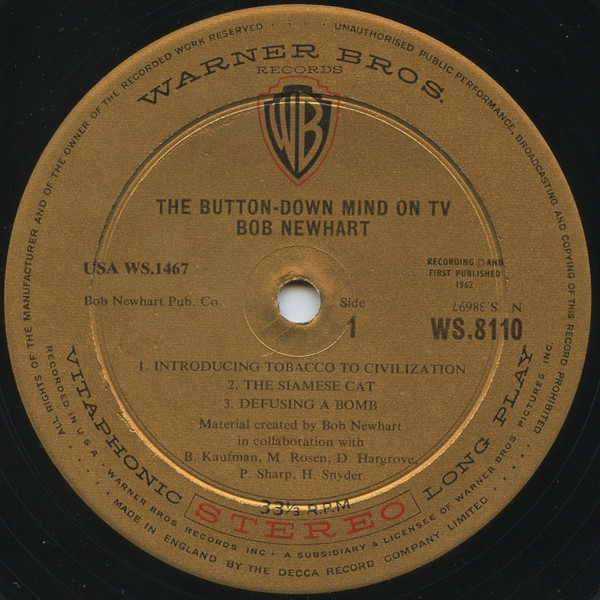 ALL RIGHTS OF THE MANUFACTURER AND OF THE OWNER OF THE RECORDED WORK RESERVED . . . . UNAUTHORISED PUBLIC PERFORMANCE, BROADCASTING AND COPYING OF THIS RECORD PROHIBITED
WARNER BROS.
RECORDS
WB
THE BUTTON-DOWN MIND ON TV
BOB NEWHART
USA WS.1467
RECORDING Ⓟ AND
FIRST PUBLISHED
1962
Bob Newhart Pub. Co.
Side
1
N S.38697
WS.8110
1. INTRODUCING TOBACCO TO CIVILIZATION
2. THE SIAMESE CAT
3. DEFUSING A BOMB
Material created by Bob Newhart
in collaboration with
B. Kaufman, M. Rosen, D. Hargrove,
P. Sharp, H. Snyder
33⅓ R.P.M
VITAPHONIC STEREO LONG PLAY
RECORDED IN U.S.A · WARNER BROS RECORDS INC · A SUBSIDIARY & LICENSEE OF WARNER BROS PICTURES INC.
MADE IN ENGLAND BY THE DECCA RECORD COMPANY LIMITED